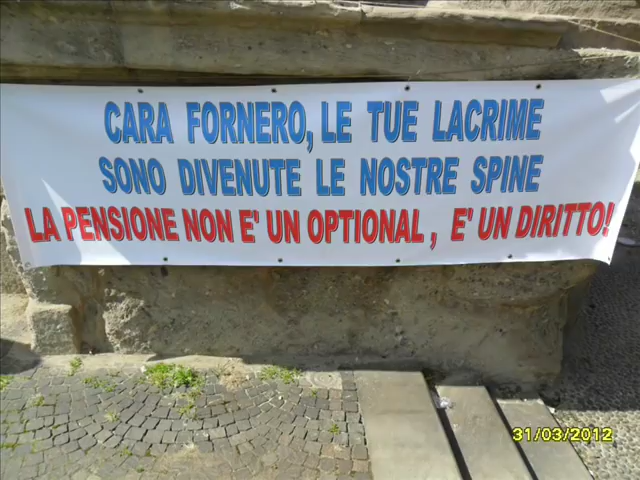 CARA FORNERO, LE TUE LACRIME
SONO DIVENUTE LE NOSTRE SPINE
LA PENSIONE NON E' UN OPTIONAL, E' UN DIRITTO!
31/03/2012